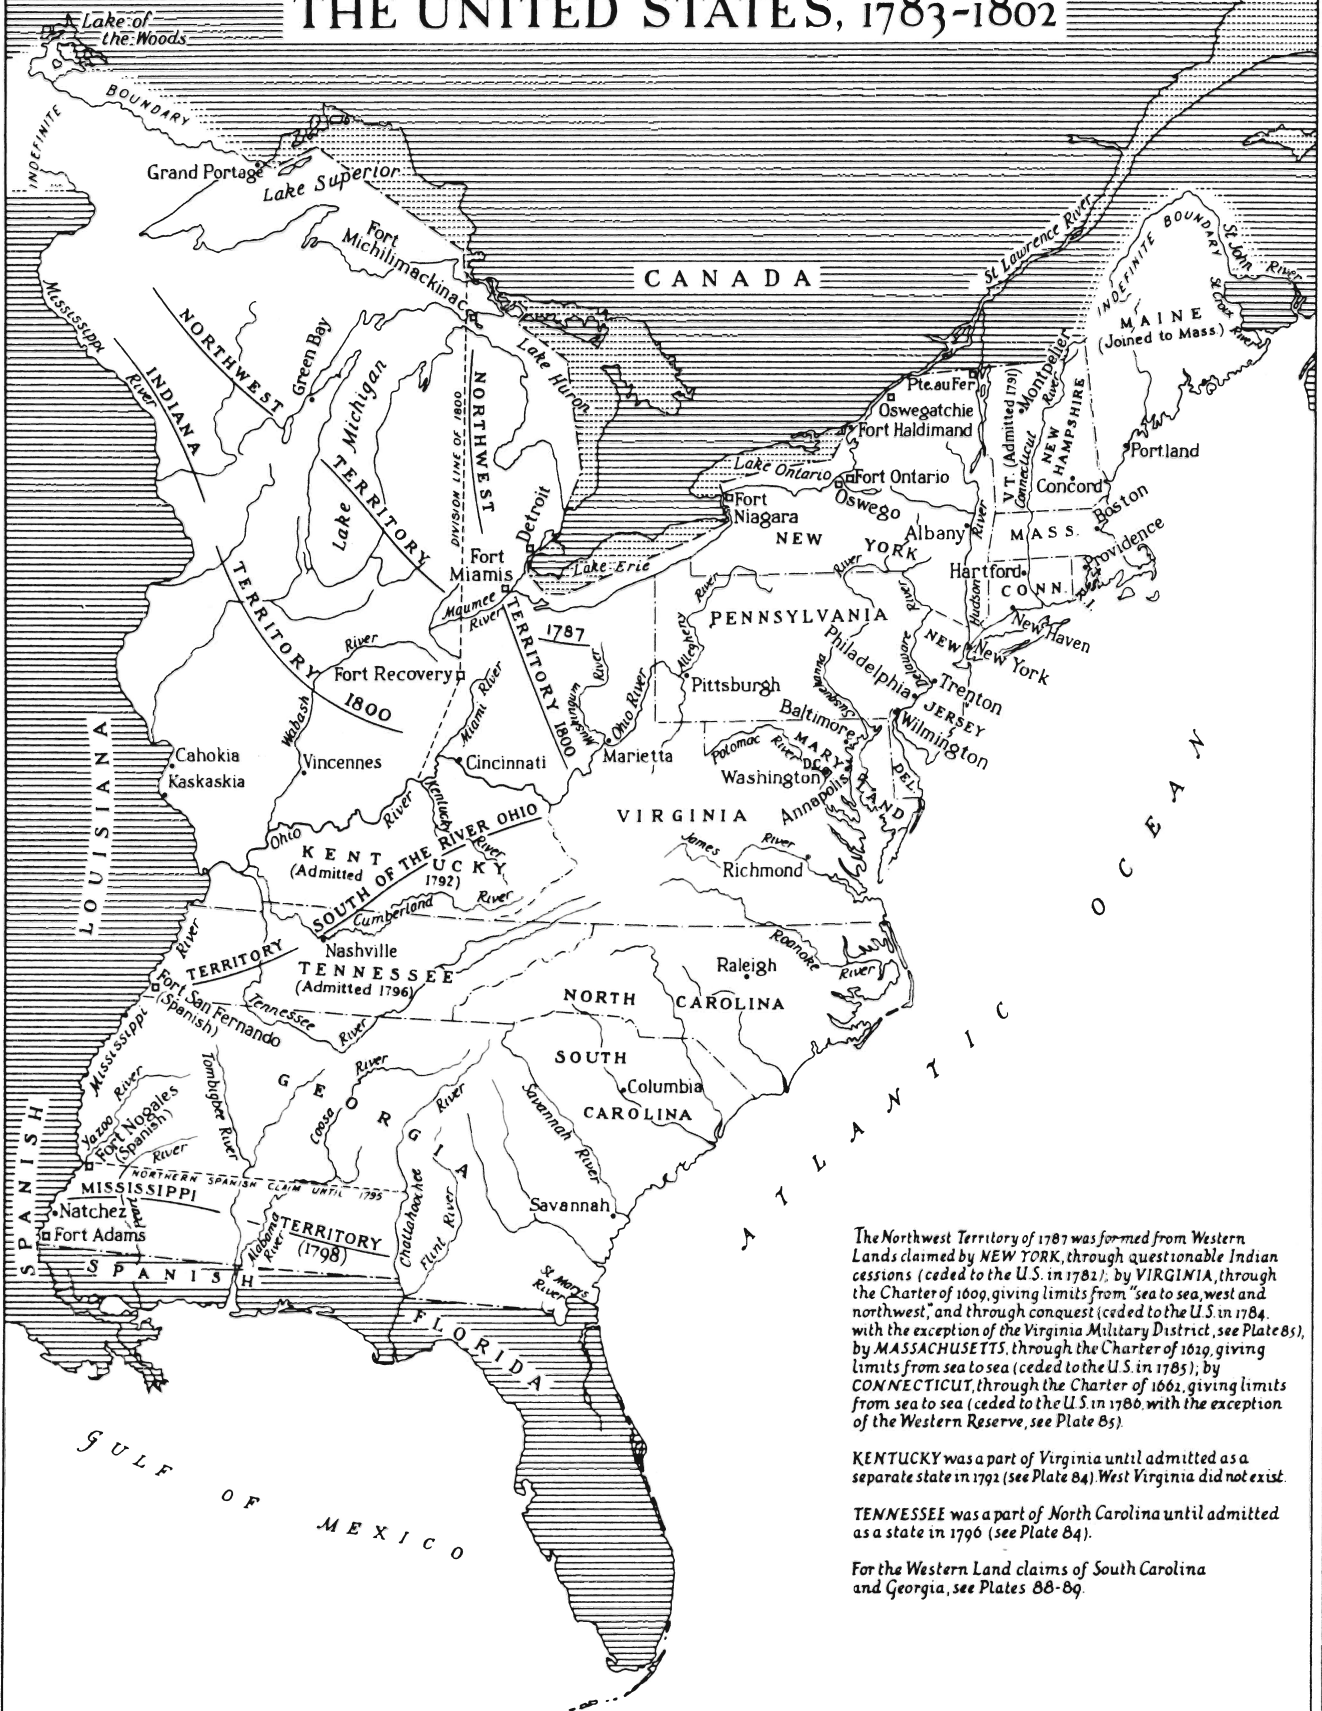 THE UNITED STATES, 1783-1802
Lake of
the Woods
BOUNDARY
INDEFINITE
Grand Portage
Lake Superior
Fort
Michilimackinac
CANADA
St Lawrence River
INDEFINITE BOUNDARY
St John
River
St Croix
River
MAINE
(Joined to Mass.)
Mississippi
River
NORTHWEST
INDIANA
Green Bay
Lake Michigan
TERRITORY
DIVISION LINE OF 1800
NORTHWEST
Lake Huron
Detroit
Pte. au Fer
Oswegatchie
Fort Haldimand
Lake Ontario
Fort Ontario
Oswego
Fort
Niagara
V T. (Admitted 1791)
Montpelier
Connecticut
River
NEW
HAMPSHIRE
Concord
Portland
Boston
Albany
River
MASS.
Providence
NEW
YORK
Hartford
CONN.
R.I.
Hudson
New Haven
Lake Erie
Fort
Miamis
Maumee
River
TERRITORY
1800
River
Fort Recovery
Wabash
TERRITORY 1800
1787
Muskingum
River
Ohio River
Allegheny
River
PENNSYLVANIA
River
River
Delaware
Susquehanna
Philadelphia
NEW
JERSEY
New York
Trenton
Pittsburgh
Baltimore
Wilmington
Miami
River
Marietta
Cincinnati
Vincennes
Cahokia
Kaskaskia
Potomac
River
MARY
LAND
D.C.
Washington
Annapolis
DEL.
LOUISIANA
Ohio
River
Kentucky
River
VIRGINIA
KENT
UCKY
(Admitted
1792)
SOUTH OF THE RIVER OHIO
James
River
Richmond
Cumberland
River
Nashville
TERRITORY
River
TENNESSEE
(Admitted 1796)
Roanoke
River
Raleigh
Fort San Fernando
(Spanish)
Tennessee
River
NORTH
CAROLINA
Mississippi
SOUTH
CAROLINA
Columbia
Yazoo
River
Fort Nogales
(Spanish)
River
Tombigbee River
GEORGIA
Coosa
River
River
Chattahoochee
Flint River
Savannah
River
Savannah
SPANISH
NORTHERN SPANISH CLAIM UNTIL 1795
MISSISSIPPI
TERRITORY
(1798)
Natchez
Fort Adams
Pearl
Alabama
River
SPANISH
FLORIDA
St Marys
River
ATLANTIC OCEAN
GULF
OF
MEXICO
The Northwest Territory of 1787 was formed from Western
Lands claimed by NEW YORK, through questionable Indian
cessions (ceded to the U.S. in 1782); by VIRGINIA, through
the Charter of 1609, giving limits from "sea to sea, west and
northwest," and through conquest (ceded to the U.S. in 1784,
with the exception of the Virginia Military District, see Plate 85),
by MASSACHUSETTS, through the Charter of 1629, giving
limits from sea to sea (ceded to the U.S. in 1785); by
CONNECTICUT, through the Charter of 1662, giving limits
from sea to sea (ceded to the U.S. in 1786, with the exception
of the Western Reserve, see Plate 85).
KENTUCKY was a part of Virginia until admitted as a
separate state in 1792 (see Plate 84). West Virginia did not exist.
TENNESSEE was a part of North Carolina until admitted
as a state in 1796 (see Plate 84).
For the Western Land claims of South Carolina
and Georgia, see Plates 88-89.